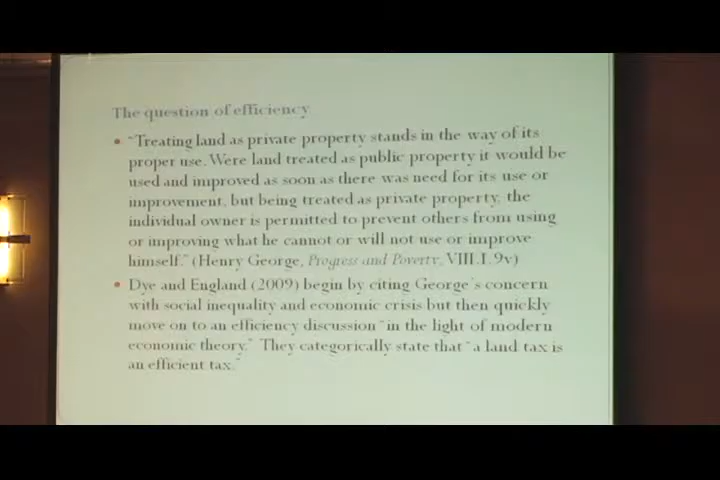 The question of efficiency
• "Treating land as private property stands in the way of its
proper use. Were land treated as public property it would be
used and improved as soon as there was need for its use or
improvement, but being treated as private property, the
individual owner is permitted to prevent others from using
or improving what he cannot or will not use or improve
himself." (Henry George, Progress and Poverty, VIII.I.9v)
• Dye and England (2009) begin by citing George's concern
with social inequality and economic crisis but then quickly
move on to an efficiency discussion "in the light of modern
economic theory." They categorically state that "a land tax is
an efficient tax."